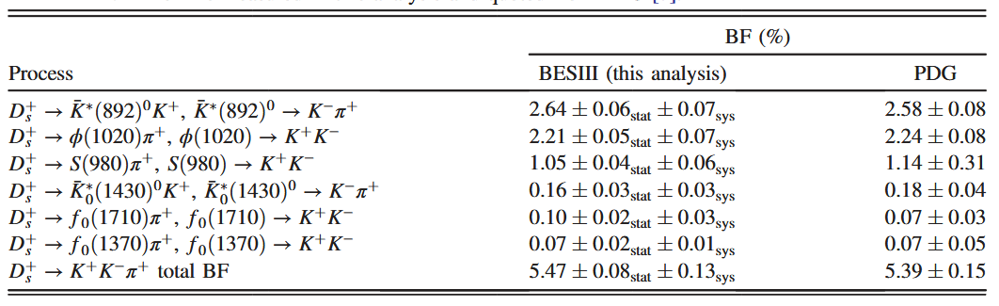 BF (%)
Process BESIII (this analysis) PDG
D_s^+ → K̄*(892)^0 K^+, K̄*(892)^0 → K^− π^+ 2.64 ± 0.06_stat ± 0.07_sys 2.58 ± 0.08
D_s^+ → ϕ(1020)π^+, ϕ(1020) → K^+ K^− 2.21 ± 0.05_stat ± 0.07_sys 2.24 ± 0.08
D_s^+ → S(980)π^+, S(980) → K^+ K^− 1.05 ± 0.04_stat ± 0.06_sys 1.14 ± 0.31
D_s^+ → K̄_0^*(1430)^0 K^+, K̄_0^*(1430)^0 → K^− π^+ 0.16 ± 0.03_stat ± 0.03_sys 0.18 ± 0.04
D_s^+ → f_0(1710)π^+, f_0(1710) → K^+ K^− 0.10 ± 0.02_stat ± 0.03_sys 0.07 ± 0.03
D_s^+ → f_0(1370)π^+, f_0(1370) → K^+ K^− 0.07 ± 0.02_stat ± 0.01_sys 0.07 ± 0.05
D_s^+ → K^+ K^− π^+ total BF 5.47 ± 0.08_stat ± 0.13_sys 5.39 ± 0.15